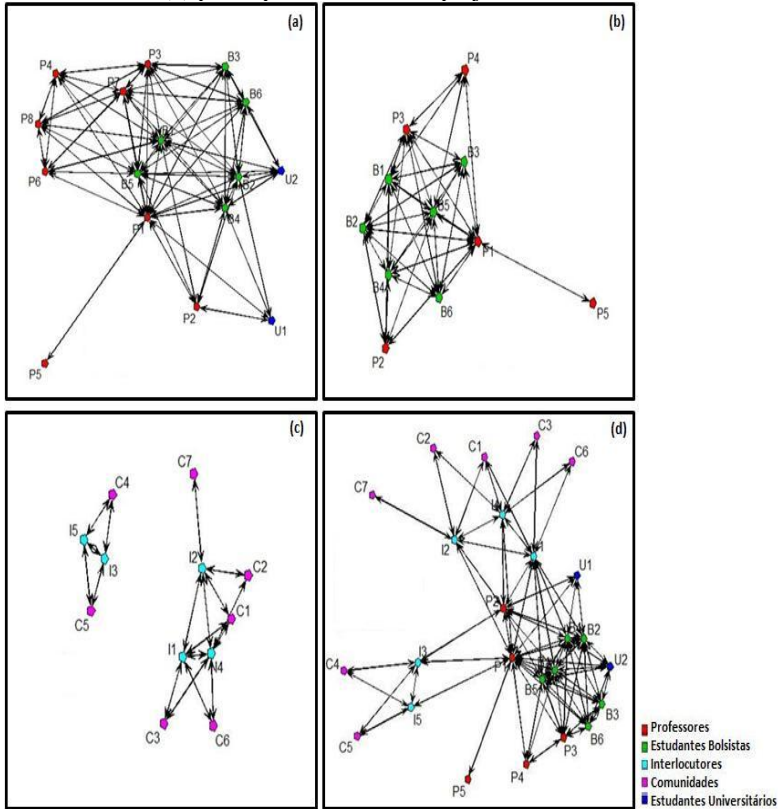 (a)
P3
B3
P4
P7
B6
P8
P6
B5
U2
B4
P1
P2
U1
P5
(b)
P4
P3
B3
B1
B5
B2
P1
B4
B6
P5
P2
(c)
C7
C4
I5
I3
I2
C2
C1
C5
I1
C3
C6
(d)
C3
C2
C1
C6
C7
I2
U1
B2
I3
U2
C4
B5
I5
B3
B6
C5
P3
P4
P5
Professores
Estudantes Bolsistas
Interlocutores
Comunidades
Estudantes Universitários